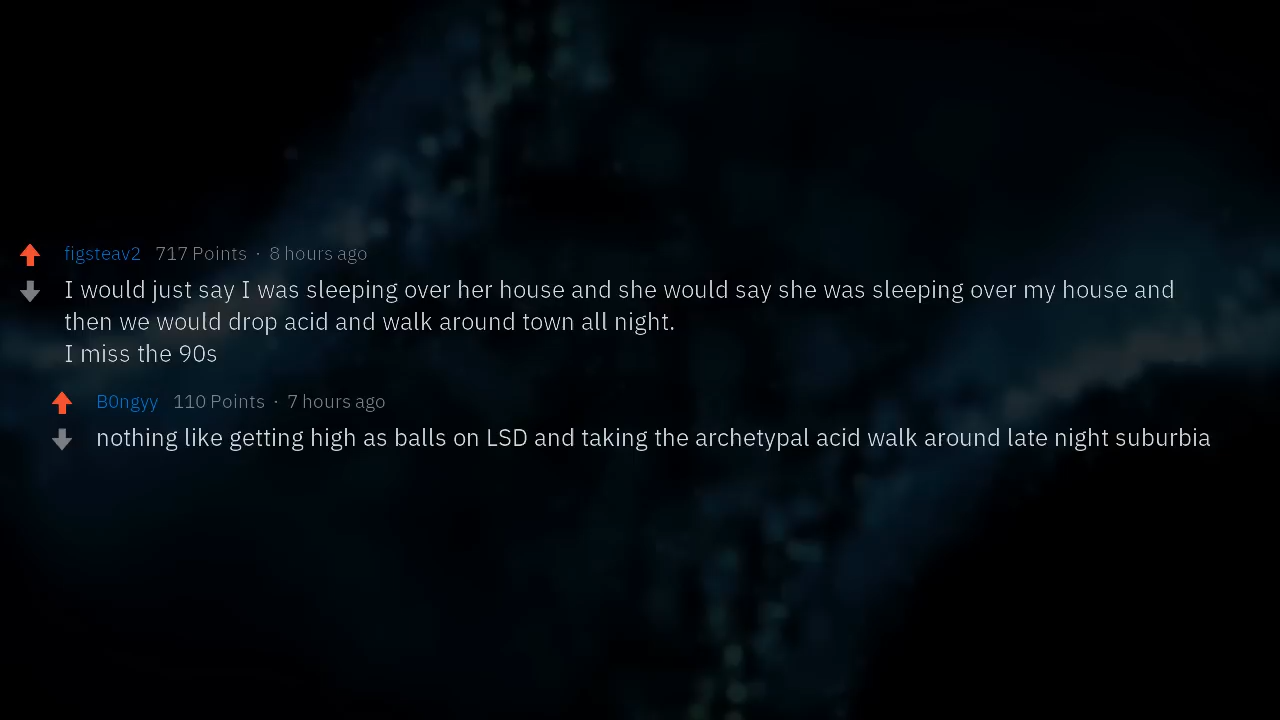 figsteav2 717 Points · 8 hours ago
I would just say I was sleeping over her house and she would say she was sleeping over my house and
then we would drop acid and walk around town all night.
I miss the 90s
B0ngyy 110 Points · 7 hours ago
nothing like getting high as balls on LSD and taking the archetypal acid walk around late night suburbia